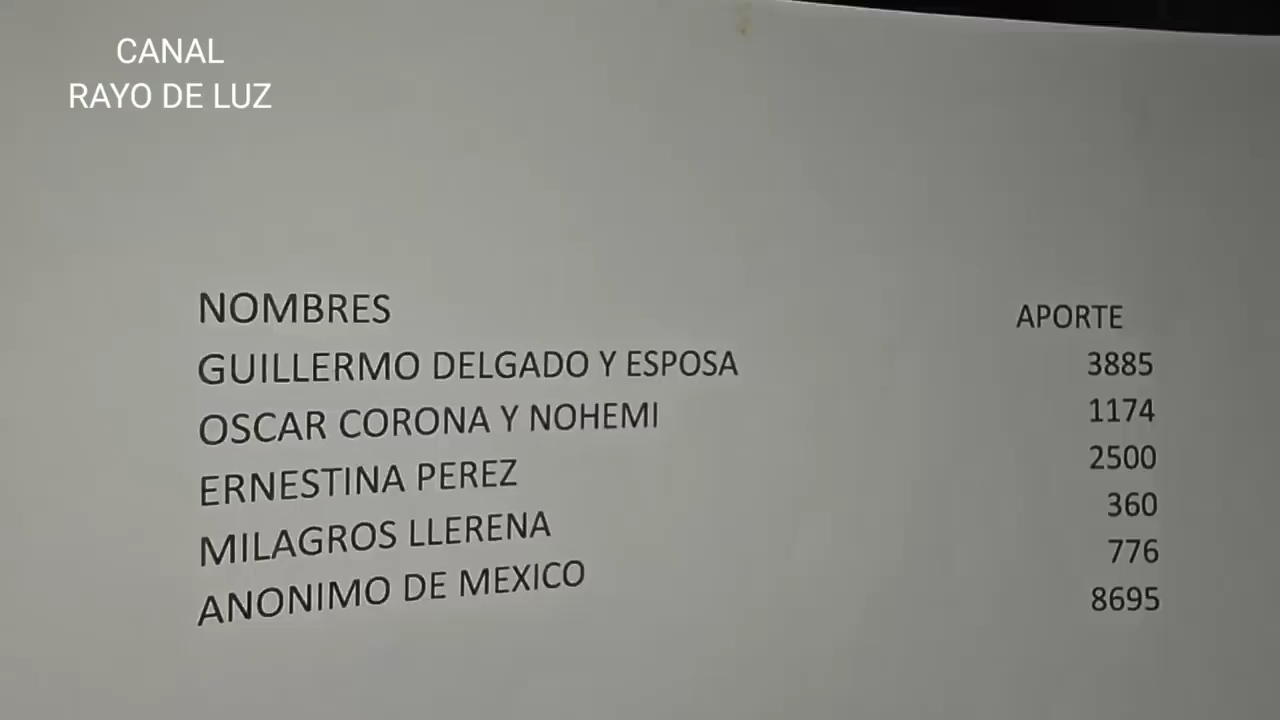 CANAL
RAYO DE LUZ
NOMBRES APORTE
GUILLERMO DELGADO Y ESPOSA 3885
OSCAR CORONA Y NOHEMI 1174
ERNESTINA PEREZ 2500
MILAGROS LLERENA 360
ANONIMO DE MEXICO 776
8695